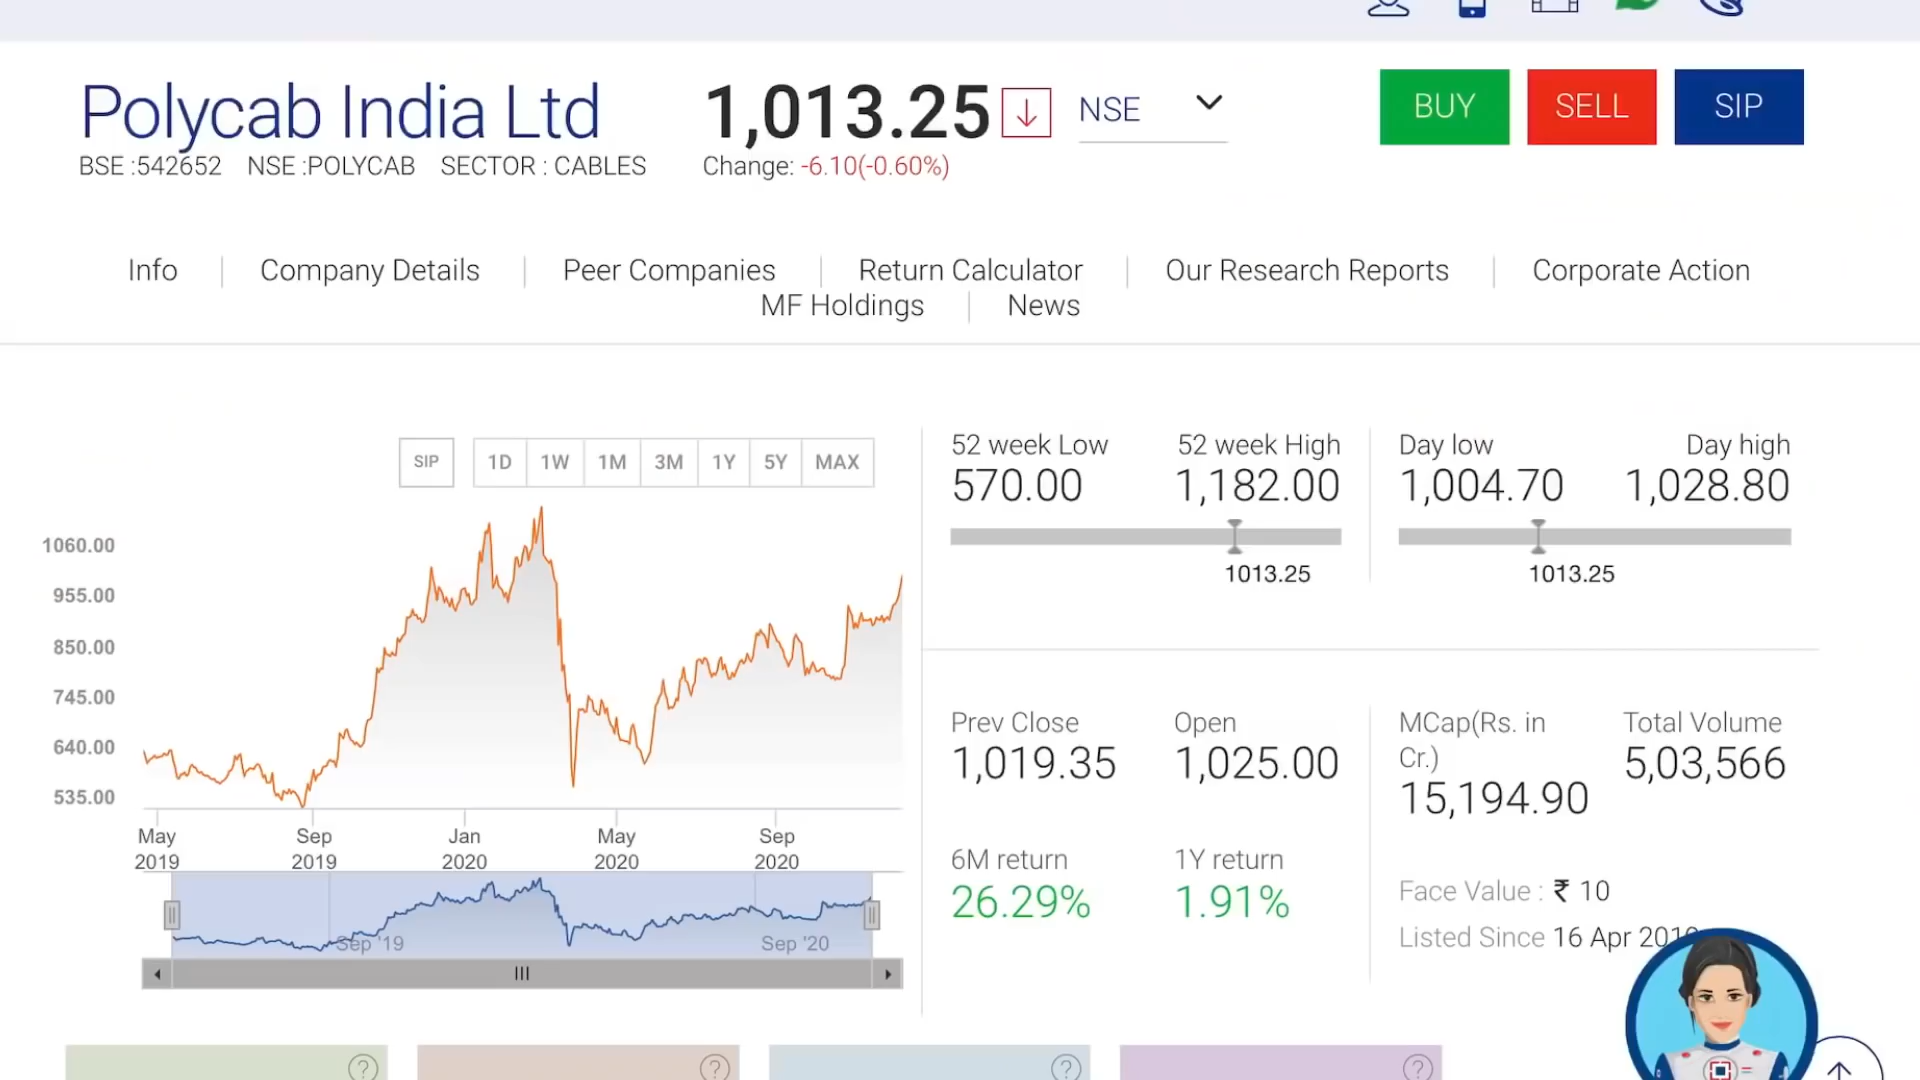 Polycab India Ltd
1,013.25
NSE
BUY
SELL
SIP
BSE :542652 NSE :POLYCAB SECTOR : CABLES
Change: -6.10(-0.60%)
Info
Company Details
Peer Companies
Return Calculator
Our Research Reports
Corporate Action
MF Holdings
News
SIP
1D
1W
1M
3M
1Y
5Y
MAX
1060.00
955.00
850.00
745.00
640.00
535.00
May
2019
Sep
2019
Jan
2020
May
2020
Sep
2020
Sep '19
Sep '20
52 week Low
570.00
52 week High
1,182.00
1013.25
Day low
1,004.70
Day high
1,028.80
1013.25
Prev Close
1,019.35
Open
1,025.00
MCap(Rs. in
Cr.)
15,194.90
Total Volume
5,03,566
6M return
26.29%
1Y return
1.91%
Face Value : ₹ 10
Listed Since 16 Apr 2019
?
?
?
?